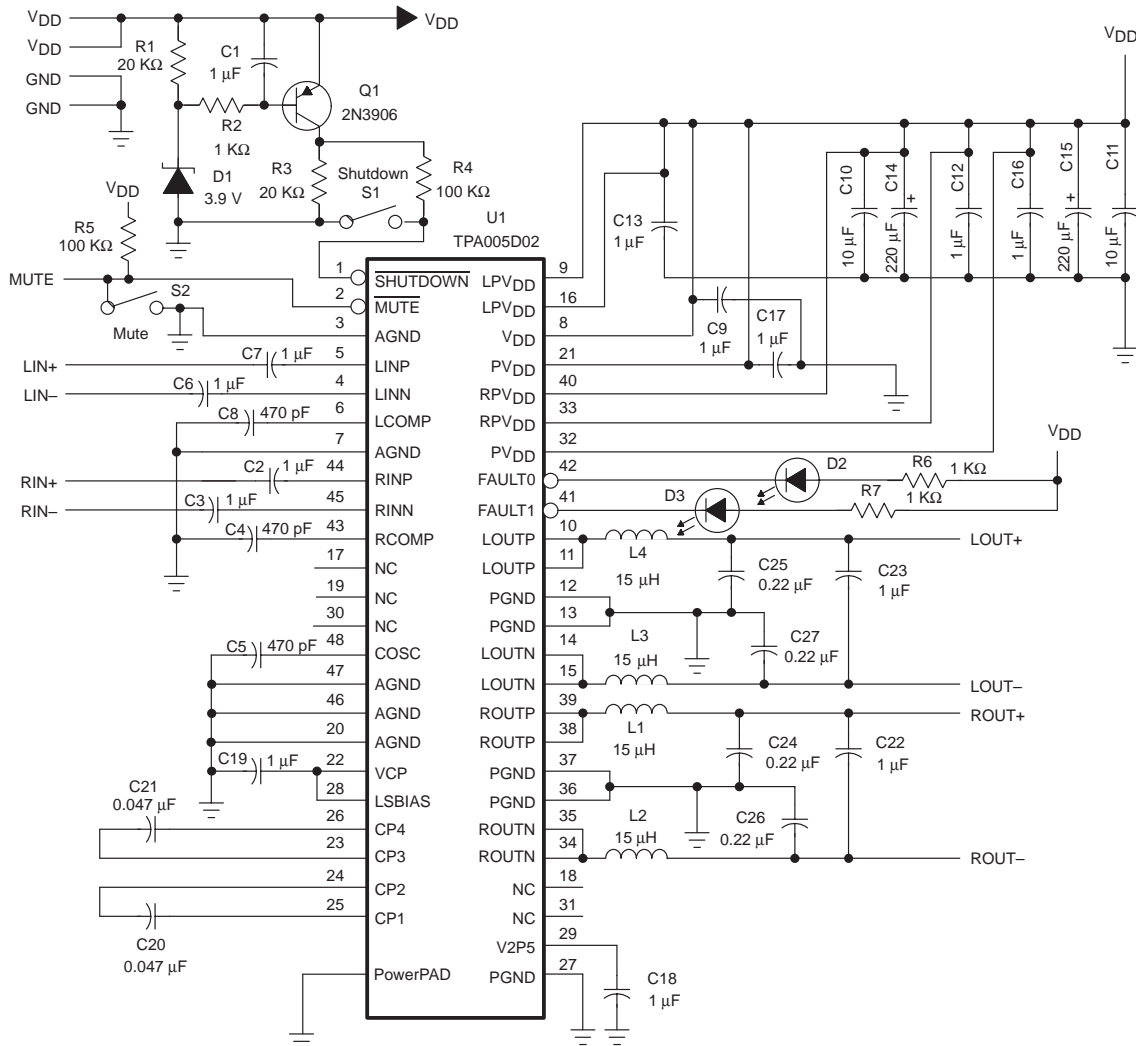 VDD
VDD
VDD
GND
GND
R1
20 KΩ
C1
1 μF
R2
1 KΩ
Q1
2N3906
D1
3.9 V
R3
20 KΩ
Shutdown
S1
R4
100 KΩ
VDD
R5
100 KΩ
MUTE
S2
Mute
U1
TPA005D02
1
SHUTDOWN
2
MUTE
3
AGND
LIN+
C7
1 μF
5
LINP
LIN–
C6
1 μF
4
LINN
C8
470 pF
6
LCOMP
7
AGND
RIN+
C2
1 μF
44
RINP
RIN–
C3
1 μF
45
RINN
C4
470 pF
43
RCOMP
17
NC
19
NC
30
NC
C5
470 pF
48
COSC
47
AGND
46
AGND
20
AGND
C19
1 μF
22
VCP
28
LSBIAS
C21
0.047 μF
26
CP4
23
CP3
24
CP2
25
CP1
C20
0.047 μF
PowerPAD
VDD
9
LPVDD
16
LPVDD
8
VDD
21
PVDD
40
RPVDD
33
RPVDD
32
PVDD
42
FAULT0
41
FAULT1
C13
1 μF
C9
1 μF
C17
1 μF
C10
10 μF
C14
+
220 μF
C12
1 μF
C16
1 μF
C15
+
220 μF
C11
10 μF
VDD
D2
R6
1 KΩ
D3
R7
1 KΩ
10
LOUTP
11
LOUTP
L4
15 μH
C25
0.22 μF
C23
1 μF
LOUT+
12
PGND
13
PGND
14
LOUTN
15
LOUTN
L3
15 μH
C27
0.22 μF
LOUT–
39
ROUTP
38
ROUTP
L1
15 μH
C24
0.22 μF
C22
1 μF
ROUT+
37
PGND
36
PGND
35
ROUTN
34
ROUTN
L2
15 μH
C26
0.22 μF
ROUT–
18
NC
31
NC
29
V2P5
27
PGND
C18
1 μF